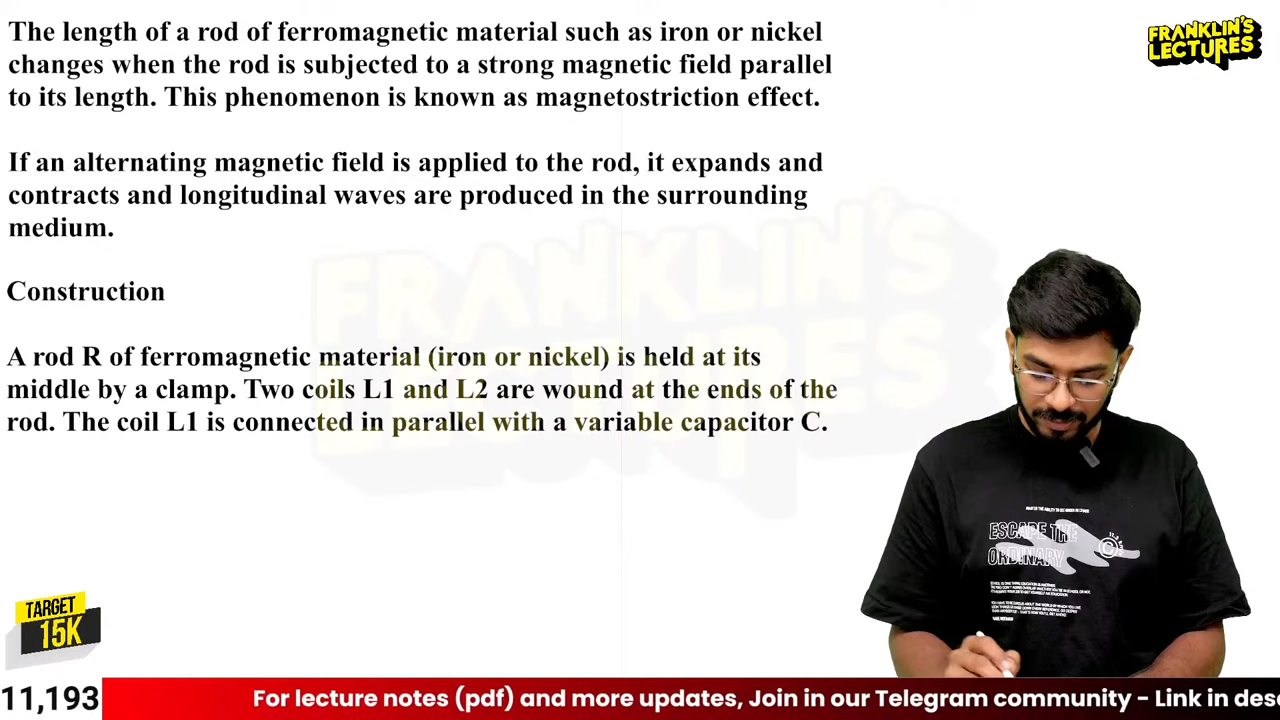 The length of a rod of ferromagnetic material such as iron or nickel
changes when the rod is subjected to a strong magnetic field parallel
to its length. This phenomenon is known as magnetostriction effect.
If an alternating magnetic field is applied to the rod, it expands and
contracts and longitudinal waves are produced in the surrounding
medium.
Construction
A rod R of ferromagnetic material (iron or nickel) is held at its
middle by a clamp. Two coils L1 and L2 are wound at the ends of the
rod. The coil L1 is connected in parallel with a variable capacitor C.
FRANKLIN'S
LECTURES
FRANKLIN'S
LECTURES
ESCAPE THE
ORDINARY
©
TARGET
15K
11,193
For lecture notes (pdf) and more updates, Join in our Telegram community - Link in des